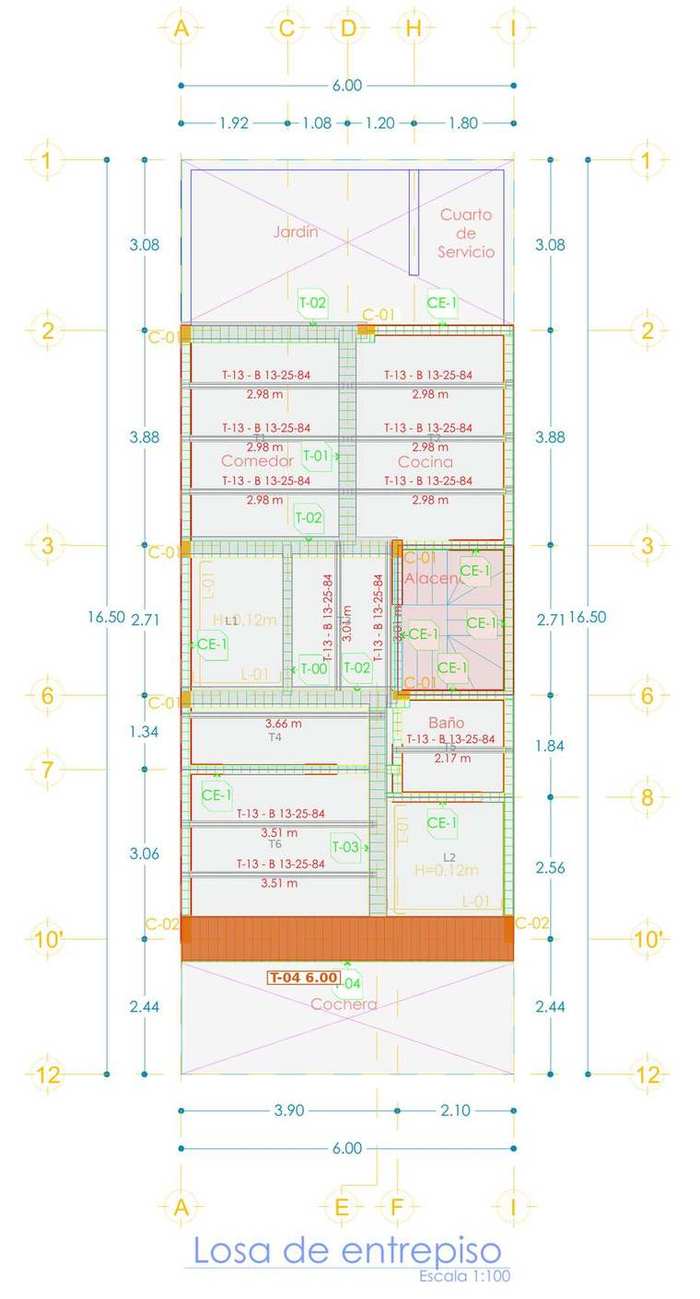 A C D H I
6.00
1.92 1.08 1.20 1.80
1 1
3.08 3.08
Jardín
Cuarto
de
Servicio
T-02 C-01 CE-1
2 C-01 2
T-13 - B 13-25-84 T-13 - B 13-25-84
2.98 m 2.98 m
T-13 - B 13-25-84 T-13 - B 13-25-84
3.88 2.98 m 2.98 m 3.88
T1 T2
Comedor T-01 Cocina
T-13 - B 13-25-84 T-13 - B 13-25-84
2.98 m 2.98 m
T-02
3 C-01 C-01 3
CE-1
Alacena
L-01
T-13 - B 13-25-84
3.01 m
T-13 - B 13-25-84
3.01 m
16.50 2.71 L1 H=0.12m CE-1 2.71 16.50
CE-1 CE-1
L-01 T-00 T-02 CE-1
6 C-01 C-01 6
3.66 m Baño
1.34 T4 T-13 - B 13-25-84 1.84
T5
2.17 m
7
CE-1 8
T-13 - B 13-25-84 CE-1
3.51 m L-01
3.06 T6 T-03 L2
T-13 - B 13-25-84 H=0.12m 2.56
3.51 m L-01
C-02 C-02
10' 10'
T-04 6.00
T-04
Cochera
2.44 2.44
12 12
3.90 2.10
6.00
A E F I
Losa de entrepiso
Escala 1:100